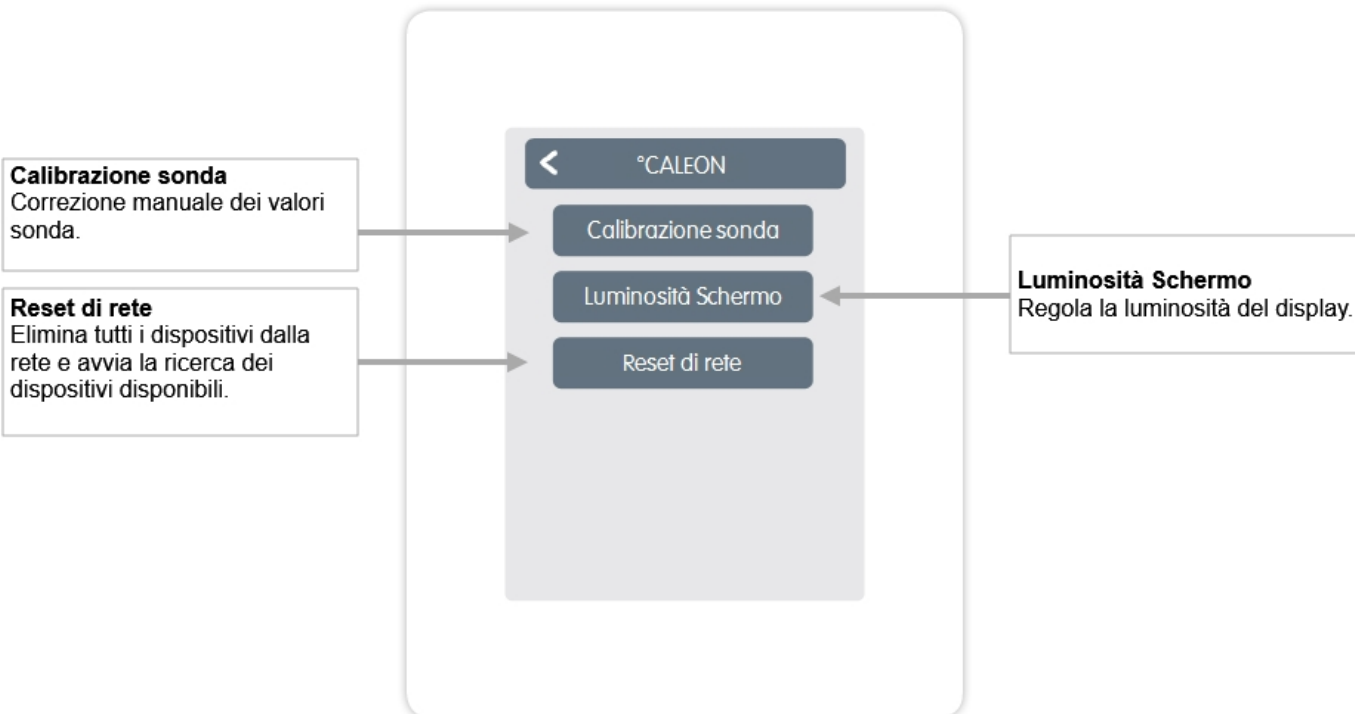 Calibrazione sonda
Correzione manuale dei valori
sonda.
Reset di rete
Elimina tutti i dispositivi dalla
rete e avvia la ricerca dei
dispositivi disponibili.
°CALEON
Calibrazione sonda
Luminosità Schermo
Reset di rete
Luminosità Schermo
Regola la luminosità del display.